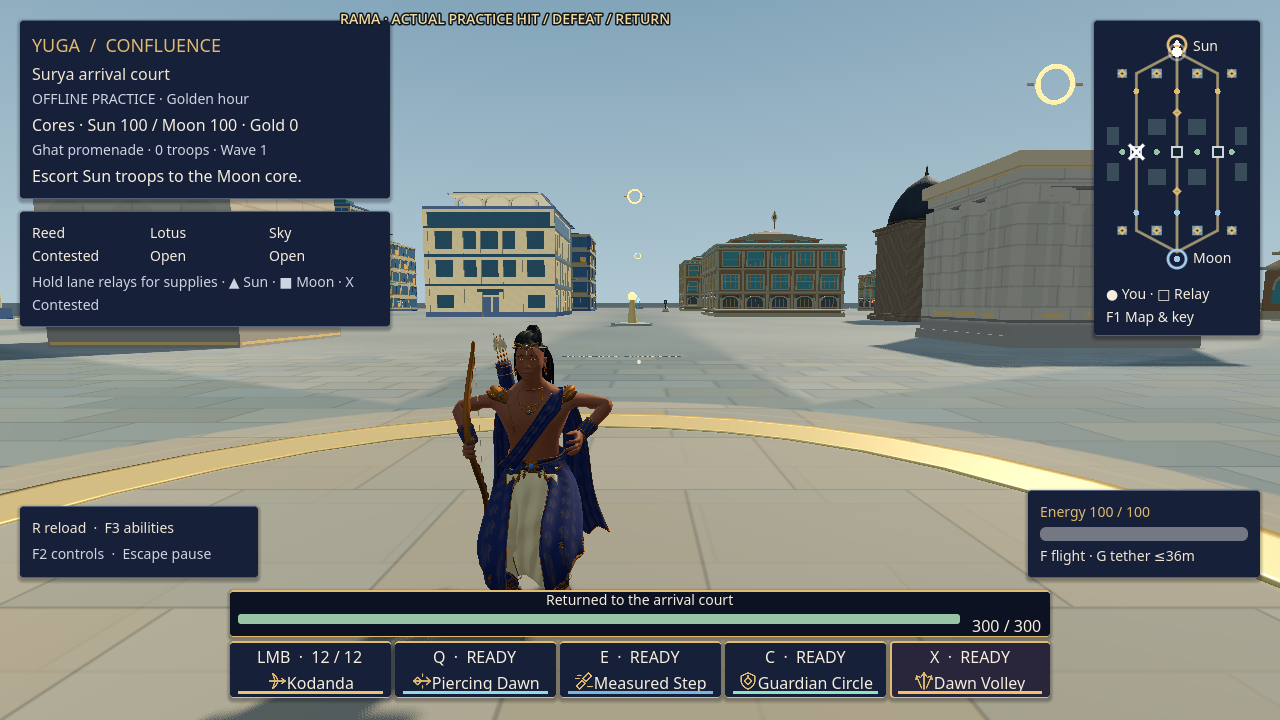 RAMA · ACTUAL PRACTICE HIT / DEFEAT / RETURN
YUGA / CONFLUENCE
Surya arrival court
OFFLINE PRACTICE · Golden hour
Cores · Sun 100 / Moon 100 · Gold 0
Ghat promenade · 0 troops · Wave 1
Escort Sun troops to the Moon core.
Reed Lotus Sky
Contested Open Open
Hold lane relays for supplies · ▲ Sun · ■ Moon · X
Contested
Sun
Moon
● You · □ Relay
F1 Map & key
R reload · F3 abilities
F2 controls · Escape pause
Energy 100 / 100
F flight · G tether ≤36m
Returned to the arrival court
300 / 300
LMB · 12 / 12
Kodanda
Q · READY
Piercing Dawn
E · READY
Measured Step
C · READY
Guardian Circle
X · READY
Dawn Volley